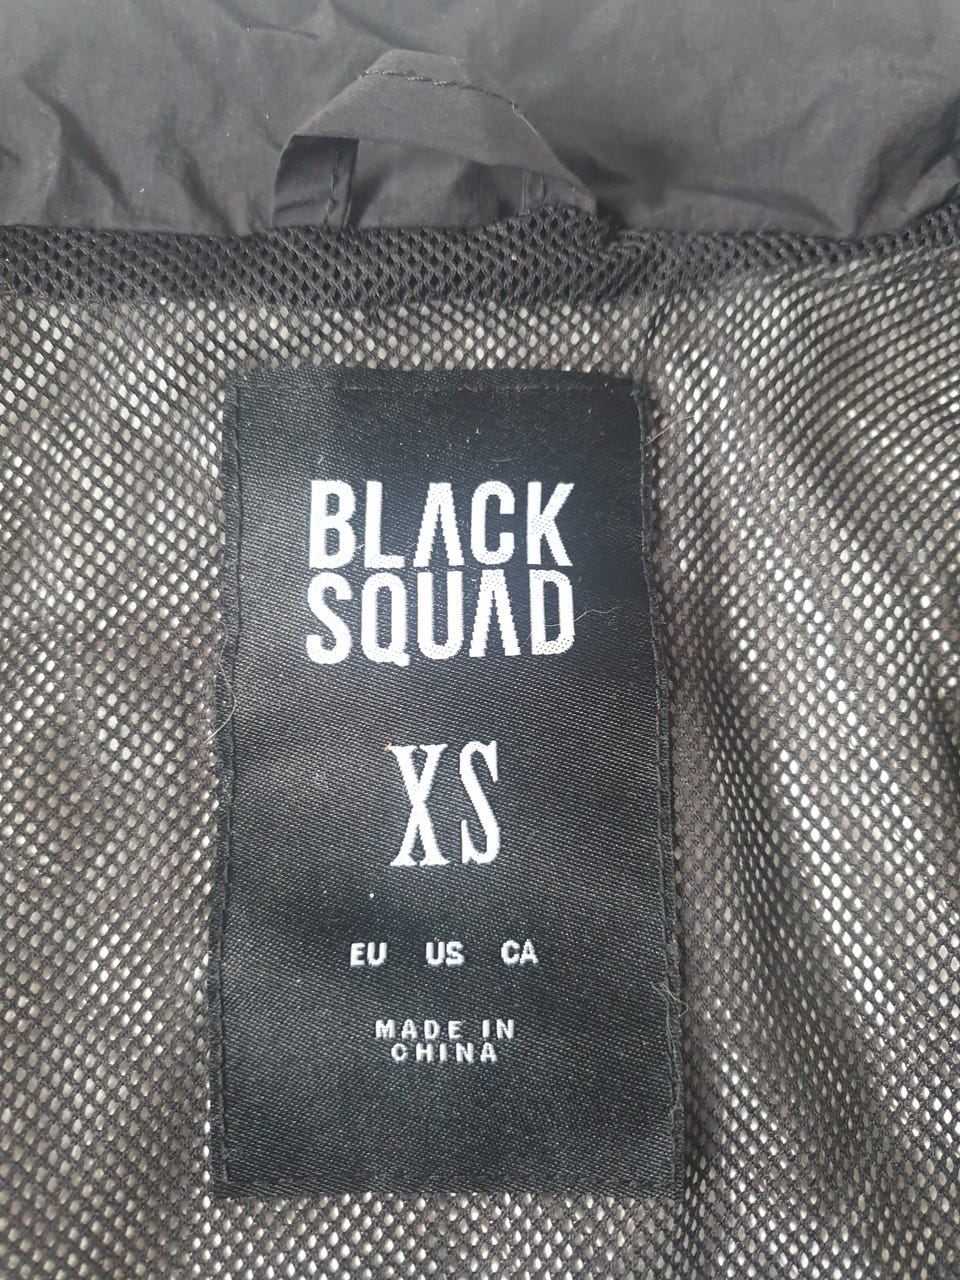 BLACK
SQUAD
XS
EU US CA
MADE IN
CHINA